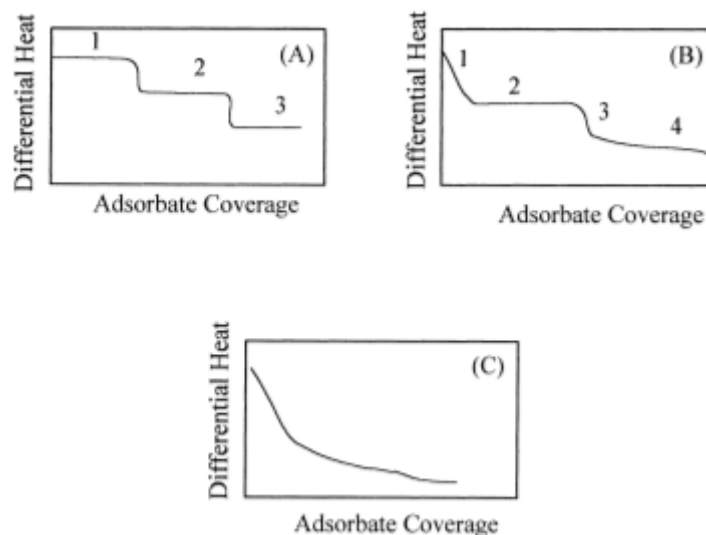 Differential Heat
1
2
3
(A)
Adsorbate Coverage
Differential Heat
1
2
3
4
(B)
Adsorbate Coverage
Differential Heat
(C)
Adsorbate Coverage